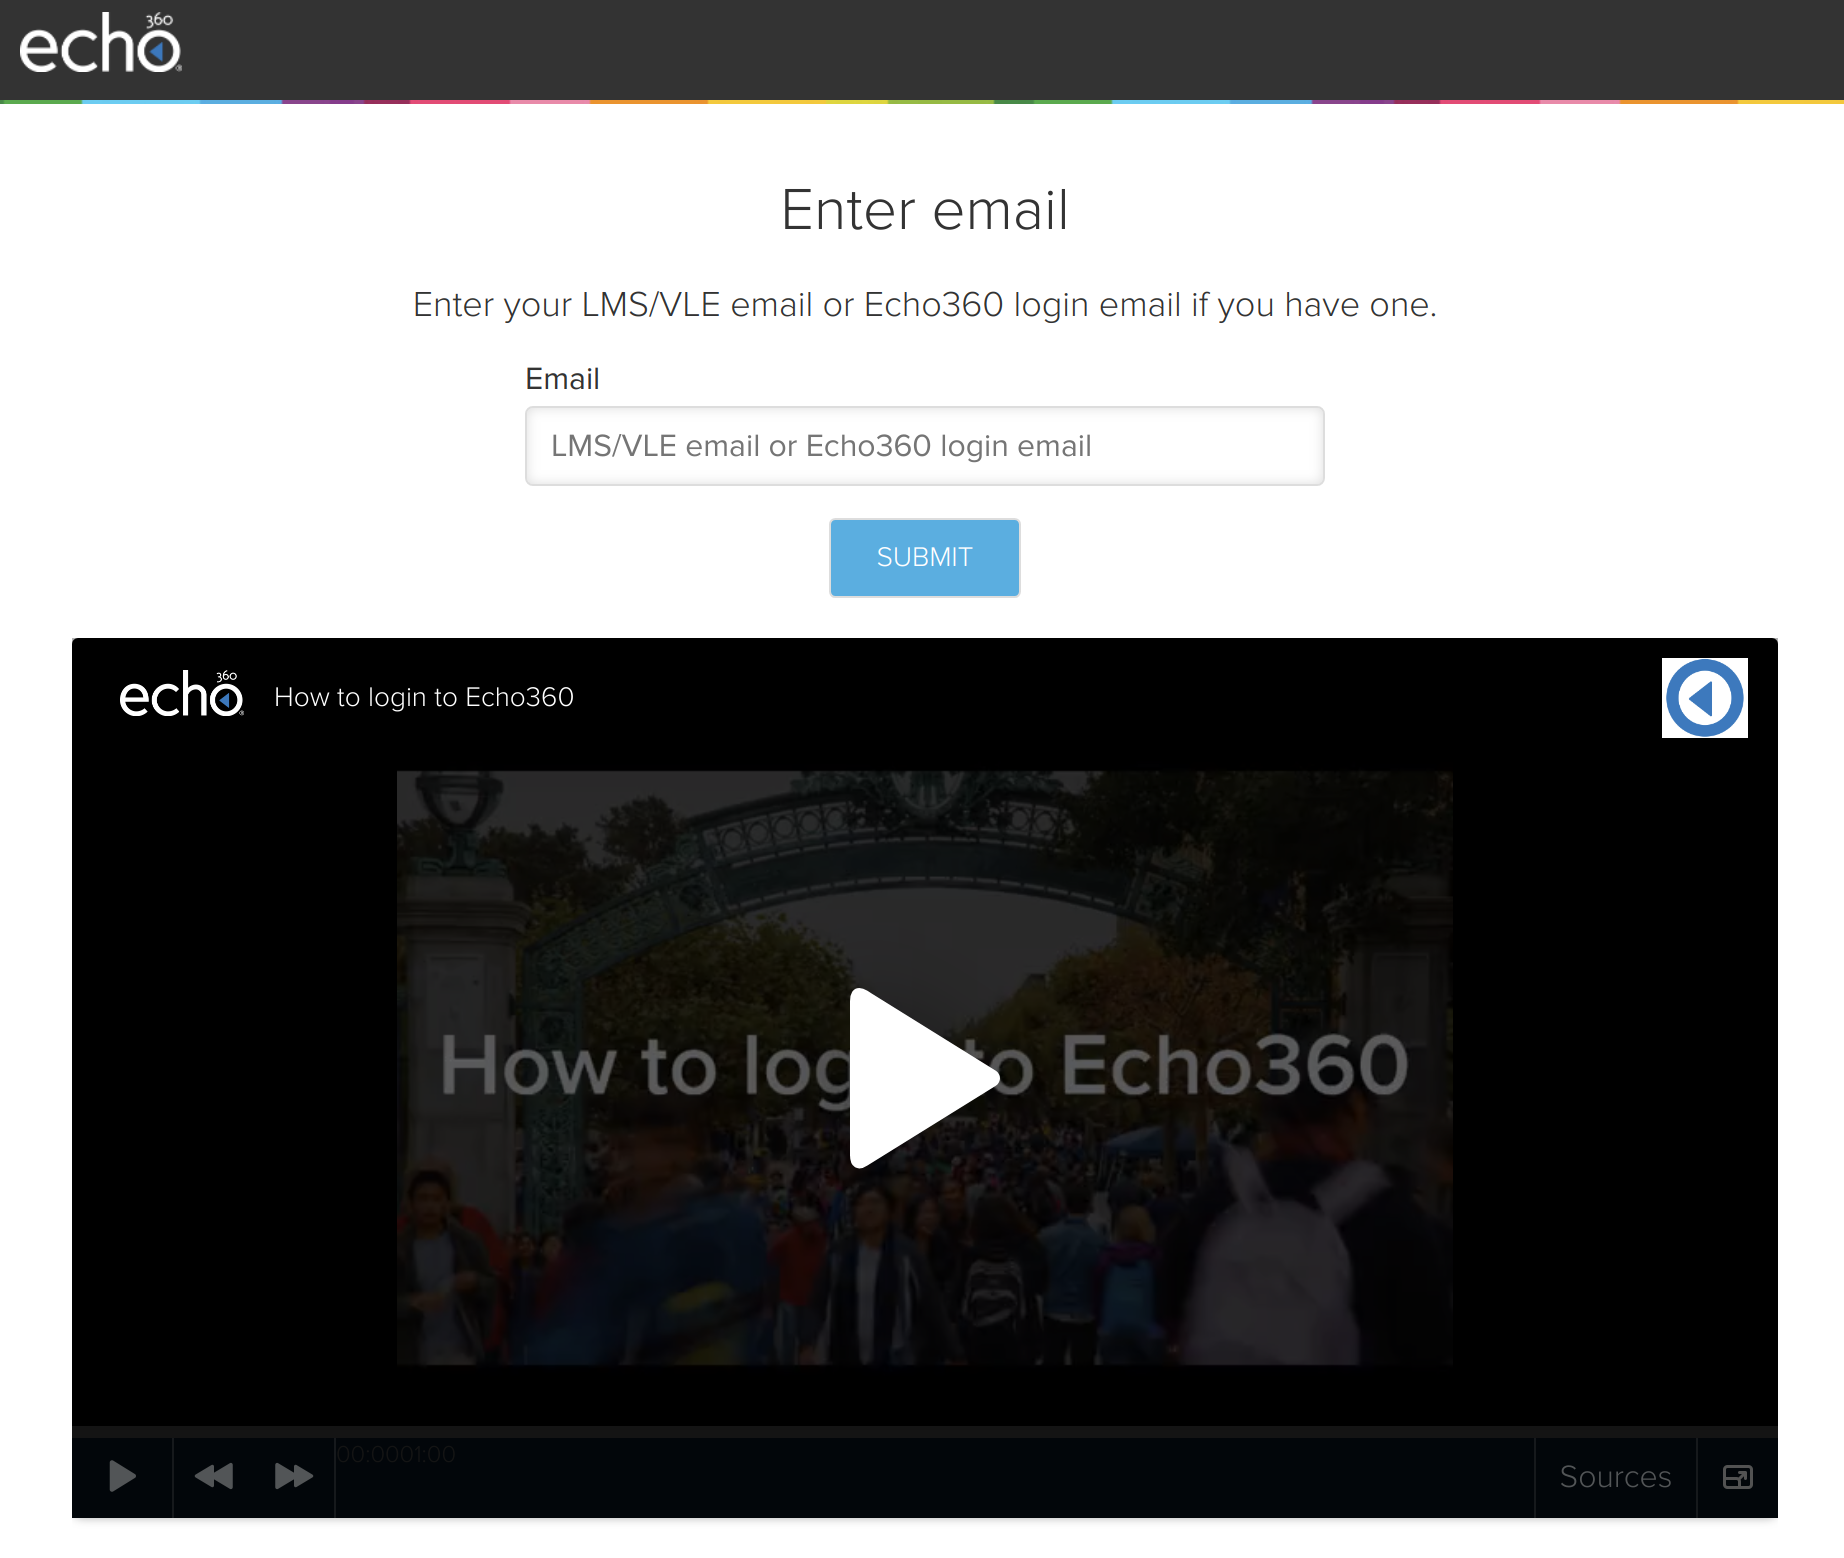 echo360
Enter email
Enter your LMS/VLE email or Echo360 login email if you have one.
Email
LMS/VLE email or Echo360 login email
SUBMIT
echo360
How to login to Echo360
How to log to Echo360
00:0001:00
Sources